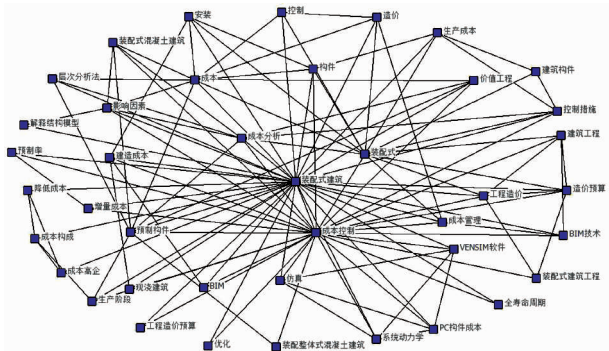 安装
控制
造价
生产成本
装配式混凝土建筑
构件
建筑构件
层次分析法
成本
价值工程
影响因素
控制措施
解释结构模型
成本分析
建筑工程
预制率
建造成本
装配式
装配式建筑
降低成本
工程造价
造价预算
增量成本
成本管理
成本构成
预制构件
成本控制
BIM技术
VENSIM软件
成本高企
仿真
装配式建筑工程
生产阶段
现浇建筑
BIM
全寿命周期
工程造价预算
PC构件成本
优化
装配整体式混凝土建筑
系统动力学